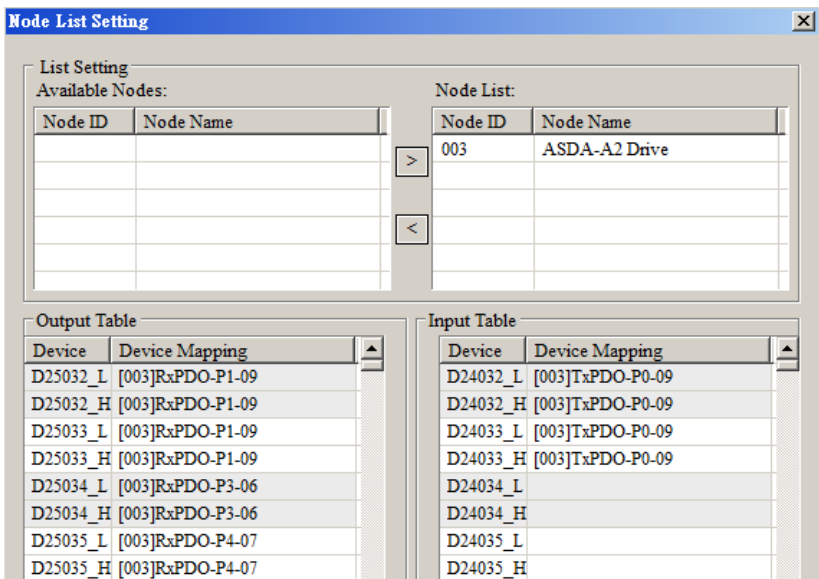 Node List Setting
List Setting
Available Nodes:
Node List:
Node ID Node Name
Node ID Node Name
003 ASDA-A2 Drive
>
<
Output Table
Input Table
Device Device Mapping
D25032_L [003]RxPDO-P1-09
D25032_H [003]RxPDO-P1-09
D25033_L [003]RxPDO-P1-09
D25033_H [003]RxPDO-P1-09
D25034_L [003]RxPDO-P3-06
D25034_H [003]RxPDO-P3-06
D25035_L [003]RxPDO-P4-07
D25035_H [003]RxPDO-P4-07
Device Device Mapping
D24032_L [003]TxPDO-P0-09
D24032_H [003]TxPDO-P0-09
D24033_L [003]TxPDO-P0-09
D24033_H [003]TxPDO-P0-09
D24034_L
D24034_H
D24035_L
D24035_H